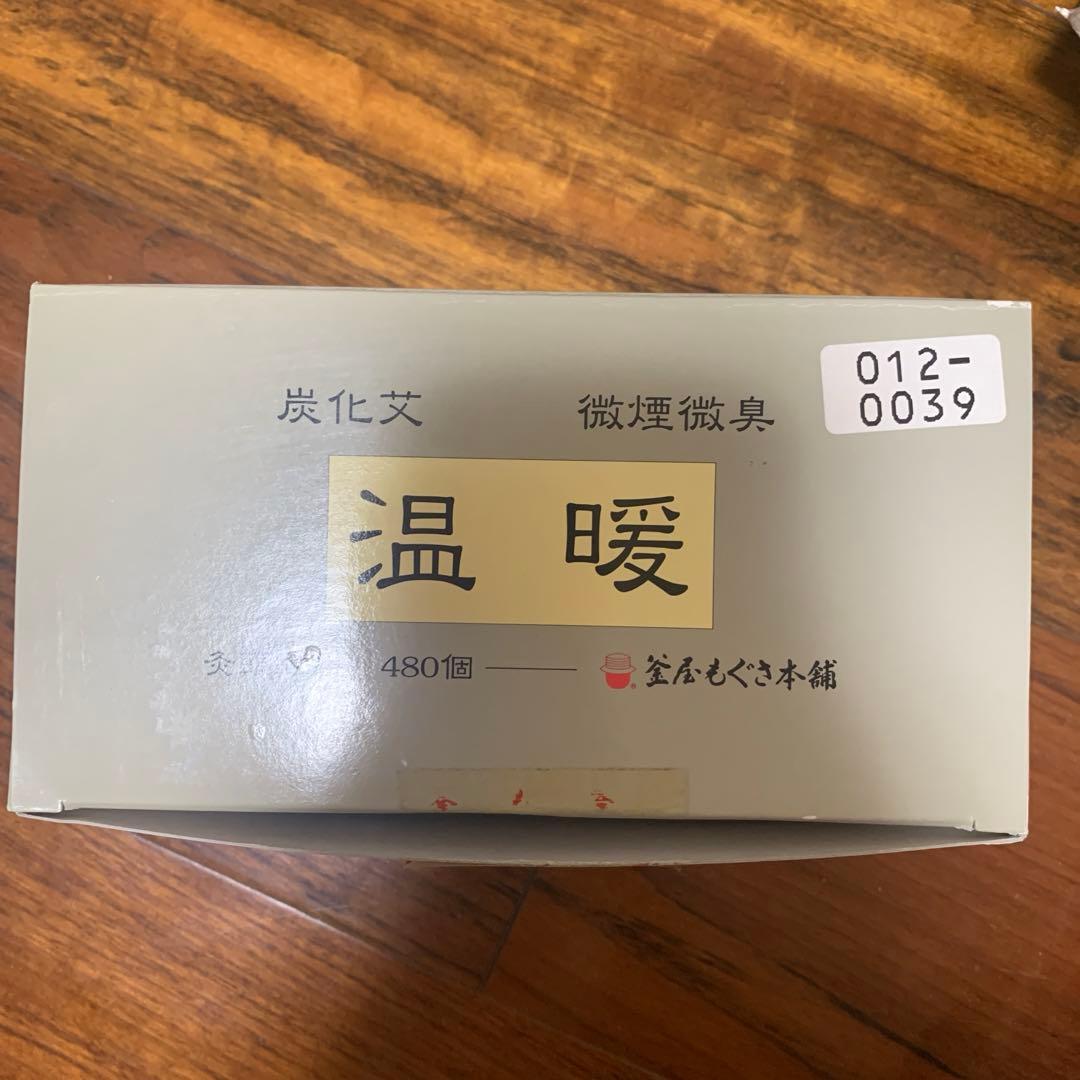 012-
0039
炭化艾 微煙微臭
温暖
灸 480個 釜屋もぐさ本舗